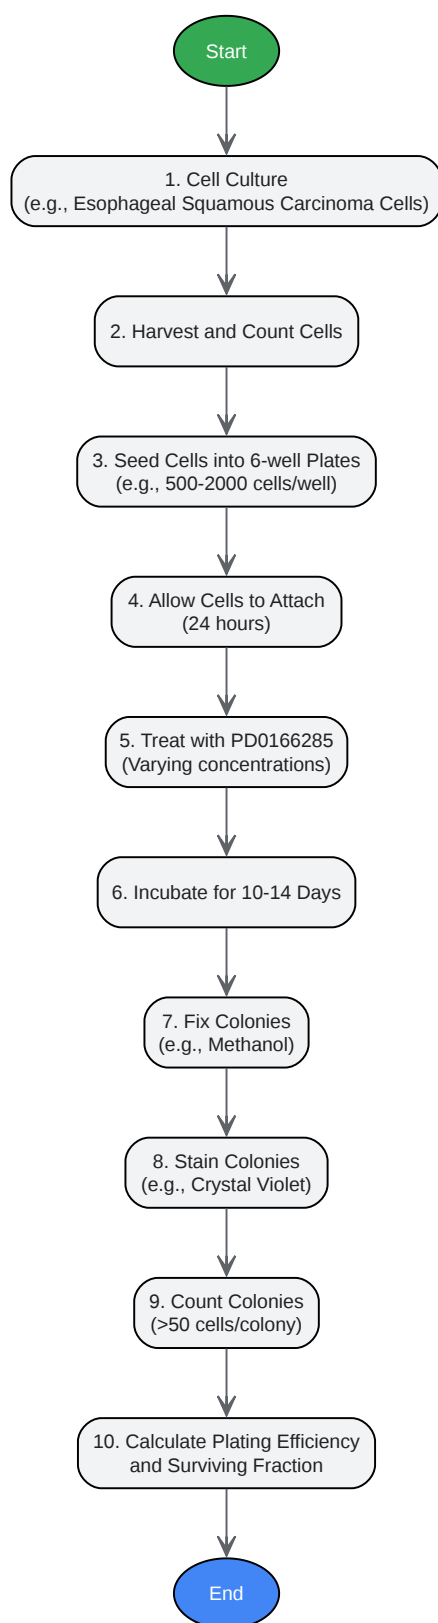 Start
1. Cell Culture
(e.g., Esophageal Squamous Carcinoma Cells)
2. Harvest and Count Cells
3. Seed Cells into 6-well Plates
(e.g., 500-2000 cells/well)
4. Allow Cells to Attach
(24 hours)
5. Treat with PD0166285
(Varying concentrations)
6. Incubate for 10-14 Days
7. Fix Colonies
(e.g., Methanol)
8. Stain Colonies
(e.g., Crystal Violet)
9. Count Colonies
(>50 cells/colony)
10. Calculate Plating Efficiency
and Surviving Fraction
End